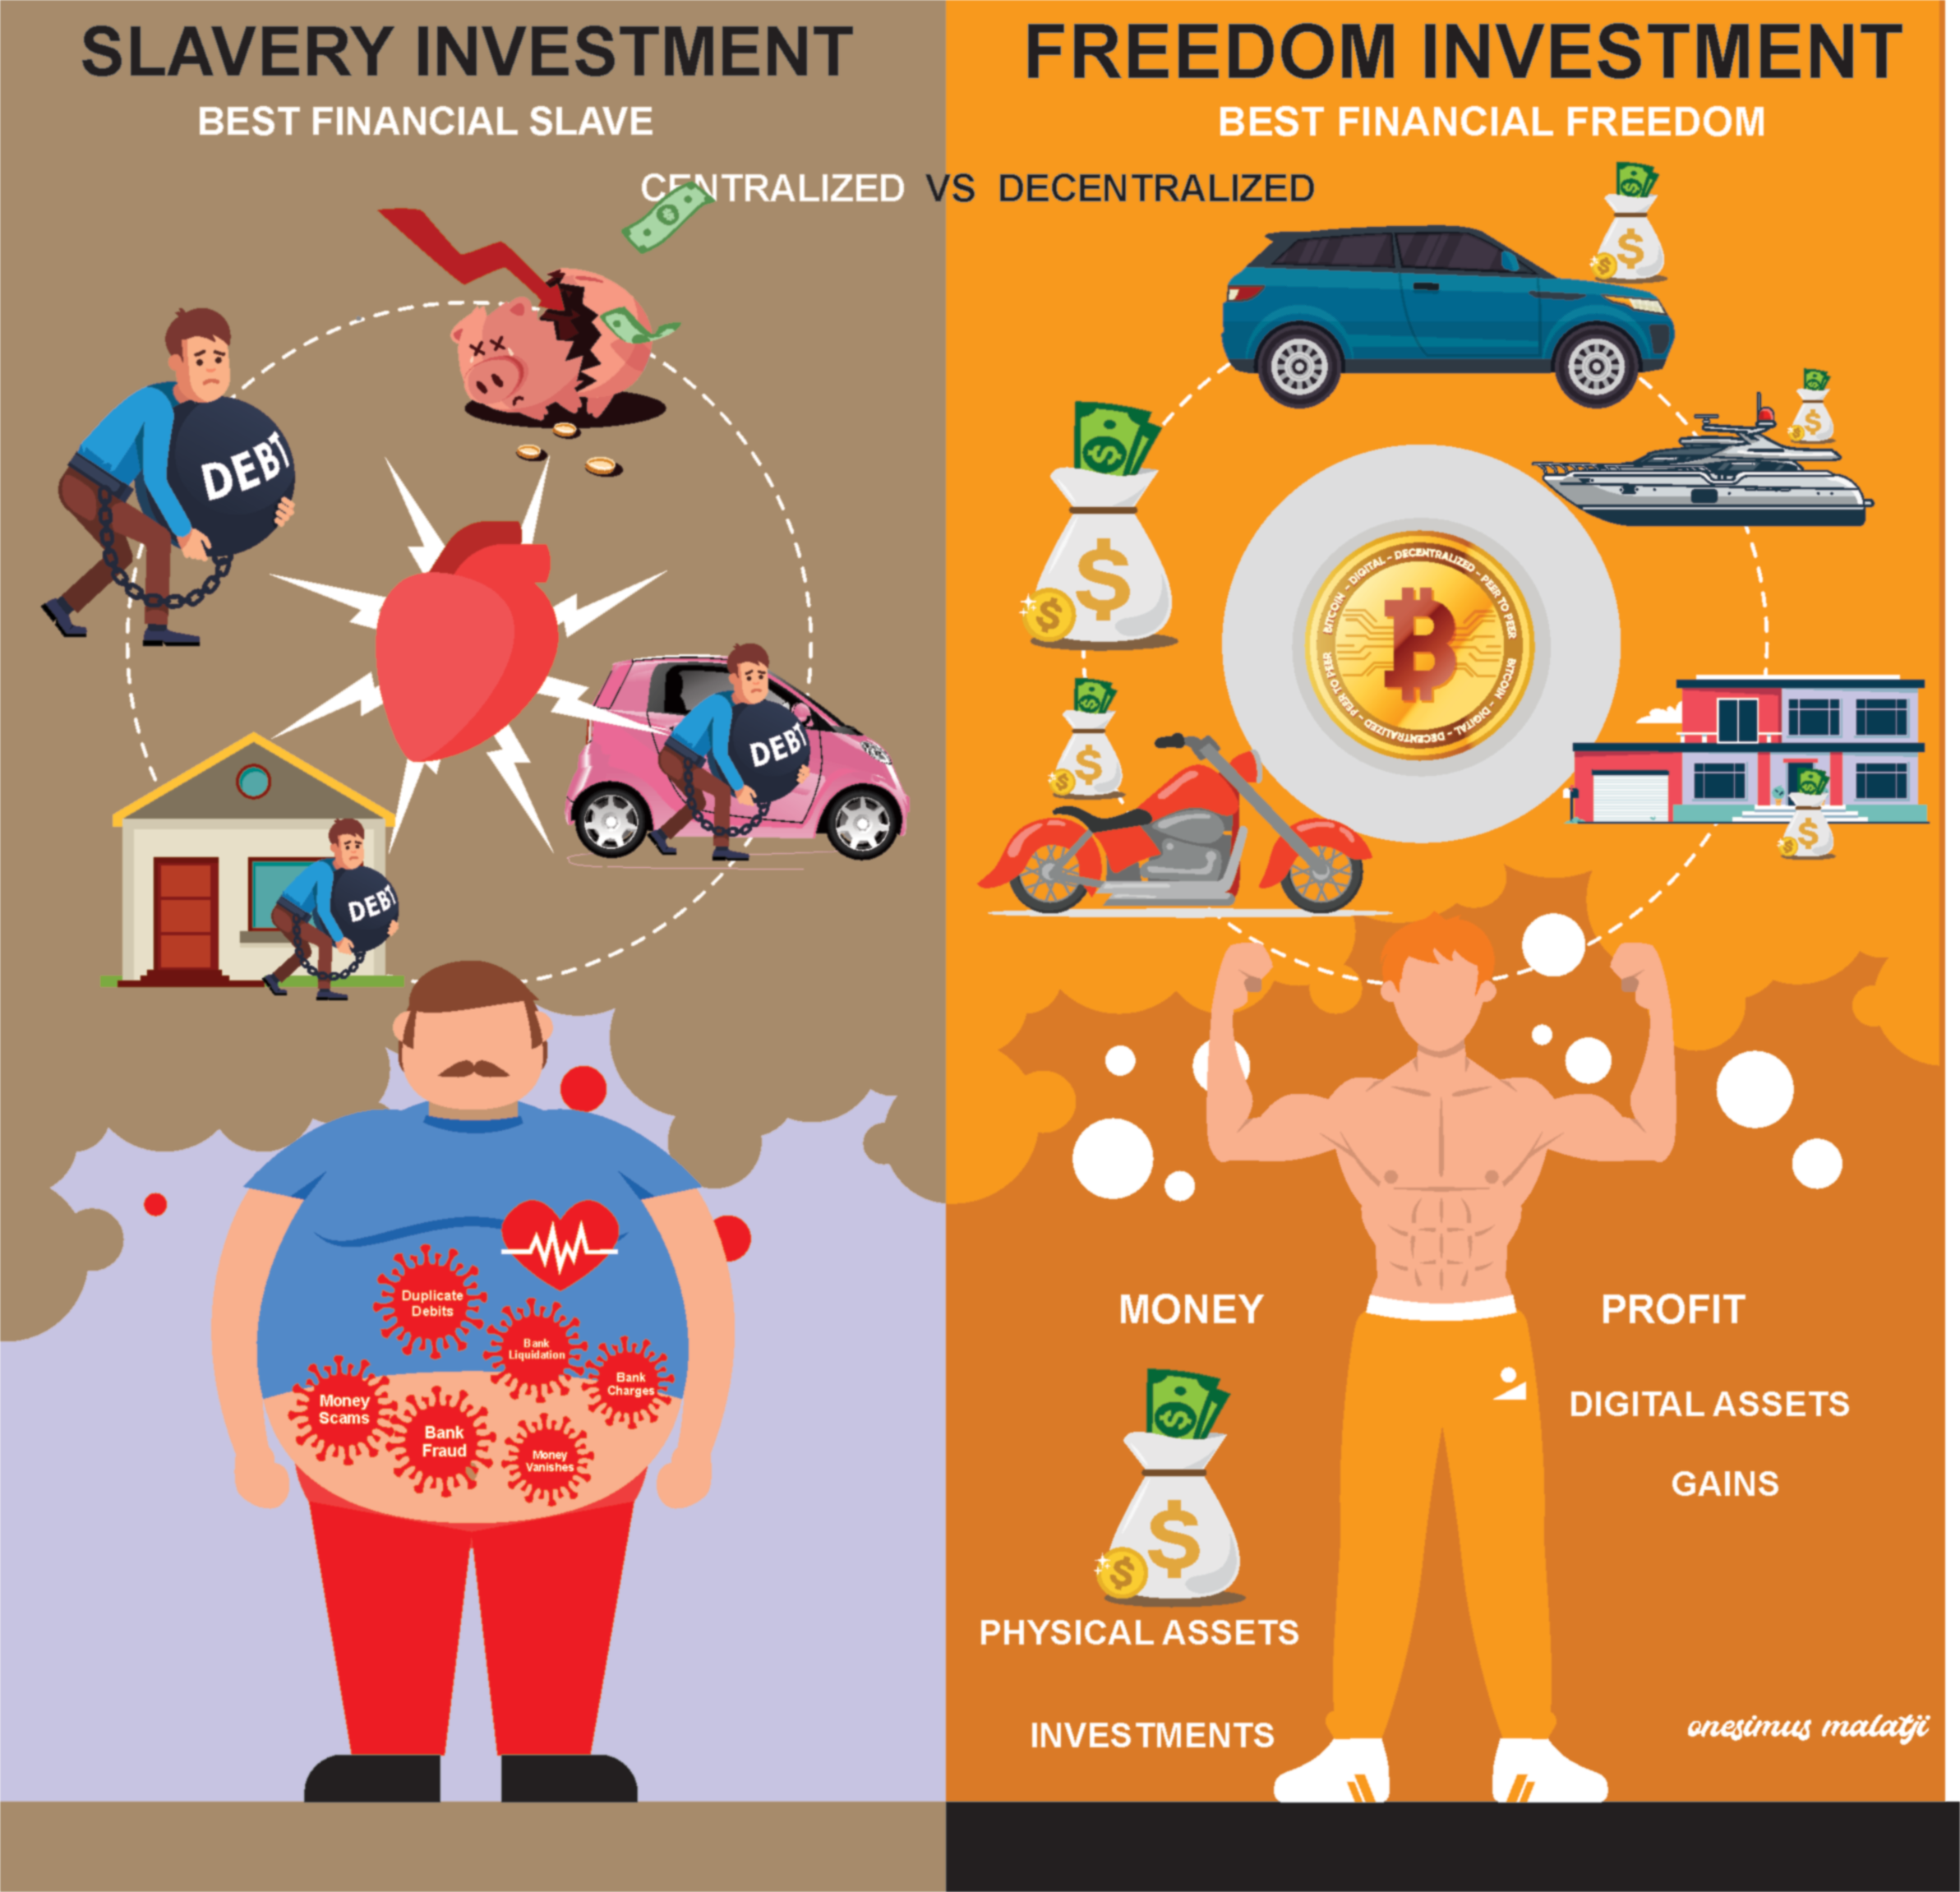 SLAVERY INVESTMENT
BEST FINANCIAL SLAVE
FREEDOM INVESTMENT
BEST FINANCIAL FREEDOM
CENTRALIZED VS DECENTRALIZED
DEBT
DEBT
DEBT
BITCOIN - DIGITAL - DECENTRALIZED - PEER TO PEER
BITCOIN - DIGITAL - DECENTRALIZED - PEER TO PEER
Duplicate
Debits
Bank
Liquidation
Bank
Charges
Money
Scams
Bank
Fraud
Money
Vanishes
MONEY
PHYSICAL ASSETS
INVESTMENTS
PROFIT
DIGITAL ASSETS
GAINS
onesimus malatji